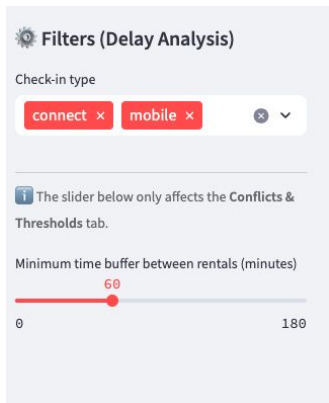 Filters (Delay Analysis)
Check-in type
connect × mobile ×
The slider below only affects the Conflicts &
Thresholds tab.
Minimum time buffer between rentals (minutes)
60
0 180